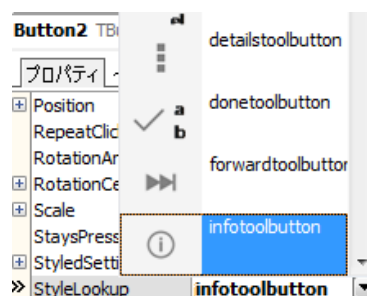 Button2 TBu
detailstoolbutton
プロパティ
Position
a
b
donetoolbutton
RepeatClic
RotationAr
forwardtoolbuttor
RotationCe
Scale
infotoolbutton
StaysPress
StyledSetti
StyleLookup infotoolbutton